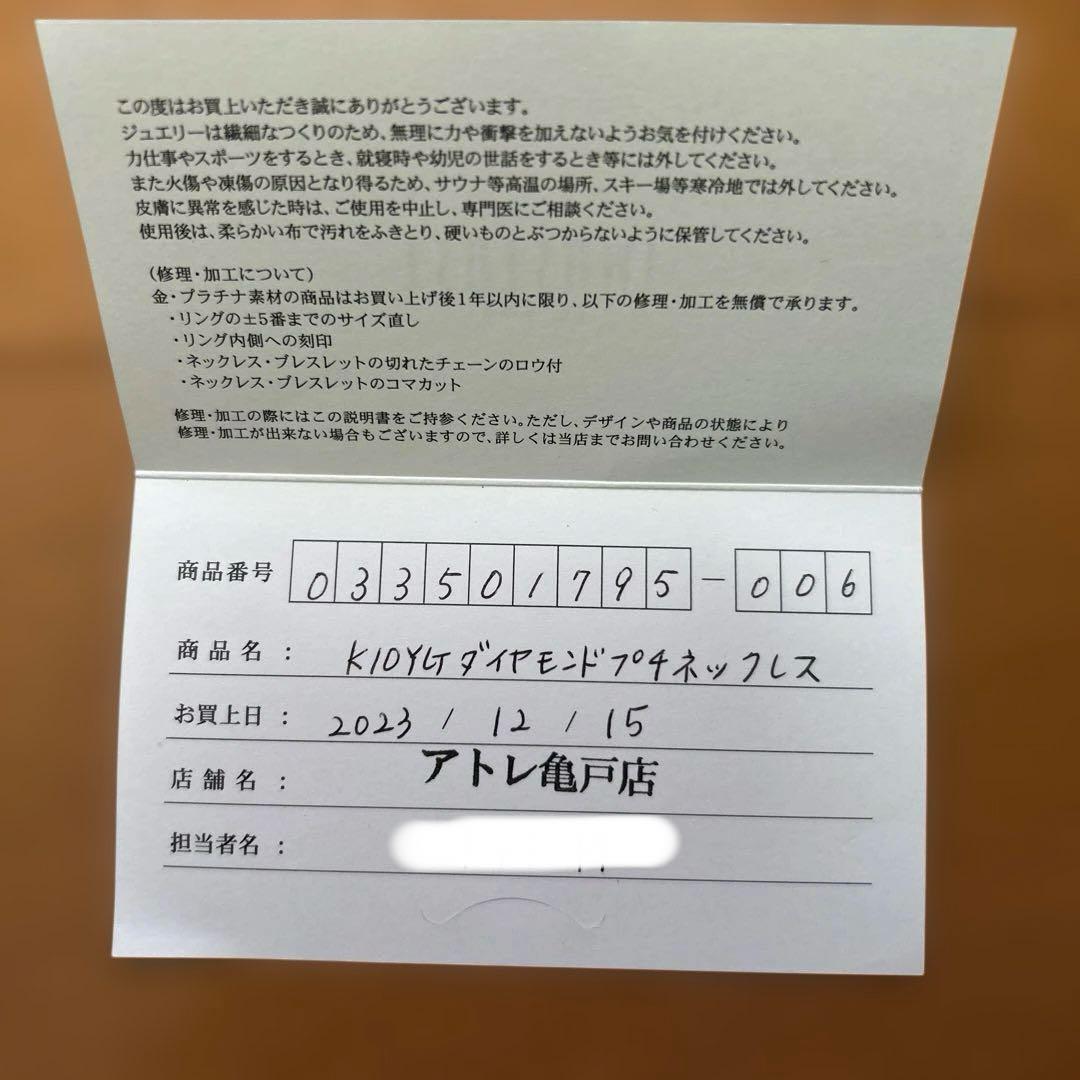 この度はお買上いただき誠にありがとうございます。
ジュエリーは繊細なつくりのため、無理に力や衝撃を加えないようお気を付けください。
力仕事やスポーツをするとき、就寝時や幼児の世話をするとき等には外してください。
また火傷や凍傷の原因となり得るため、サウナ等高温の場所、スキー場等寒冷地では外してください。
皮膚に異常を感じた時は、ご使用を中止し、専門医にご相談ください。
使用後は、柔らかい布で汚れをふきとり、硬いものとぶつからないように保管してください。
（修理・加工について）
金・プラチナ素材の商品はお買い上げ後1年以内に限り、以下の修理・加工を無償で承ります。
・リングの±5番までのサイズ直し
・リング内側への刻印
・ネックレス・ブレスレットの切れたチェーンのロウ付
・ネックレス・ブレスレットのコマカット
修理・加工の際にはこの説明書をご持参ください。ただし、デザインや商品の状態により
修理・加工が出来ない場合もございますので、詳しくは当店までお問い合わせください。
商品番号 033501795-006
商品名： K10YGダイヤモンドプチネックレス
お買上日： 2023 / 12 / 15
店舗名： アトレ亀戸店
担当者名：